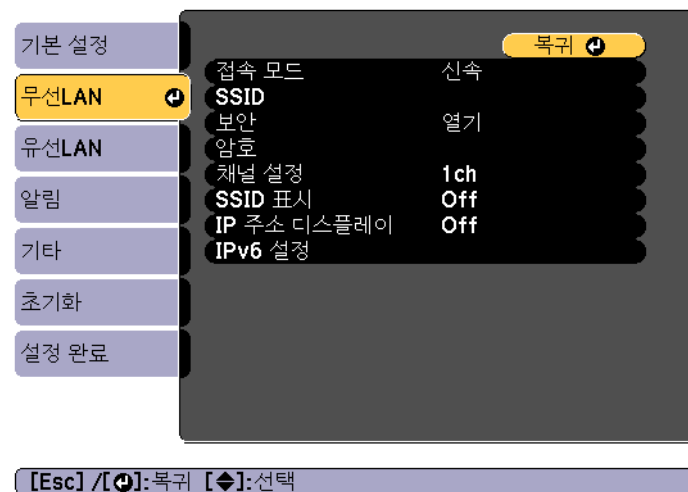 기본 설정
무선LAN
유선LAN
알림
기타
초기화
설정 완료
복귀
접속 모드 신속
SSID
보안 열기
암호
채널 설정 1ch
SSID 표시 Off
IP 주소 디스플레이 Off
IPv6 설정
[Esc] /[⏎]:복귀 [◆]:선택